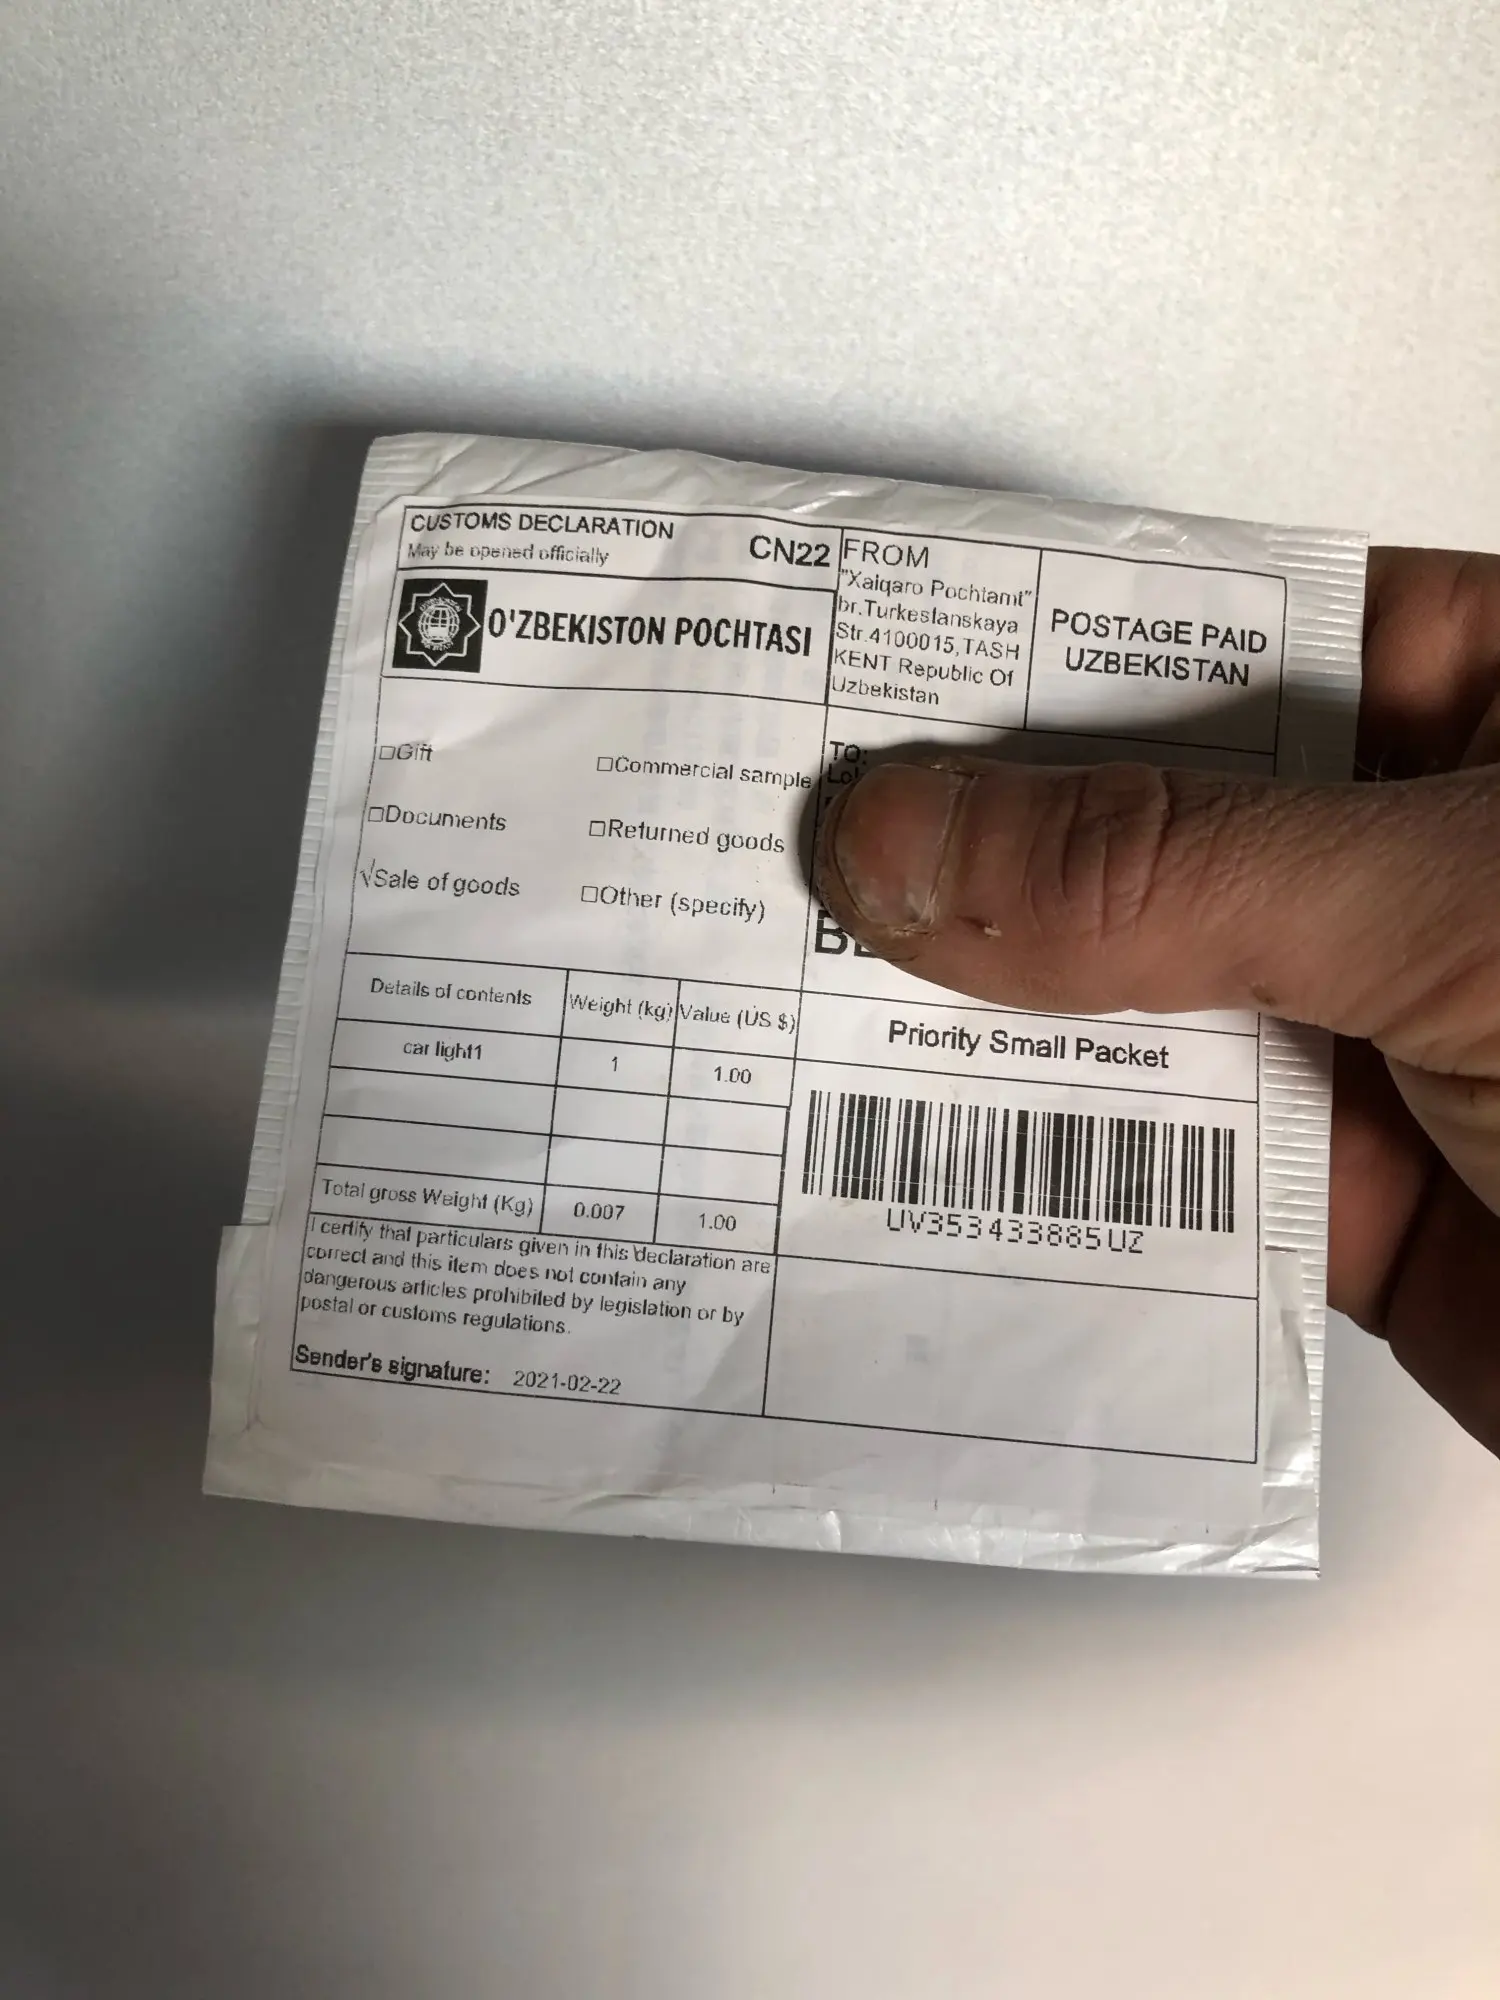 CUSTOMS DECLARATION
May be opened officially
CN22
O'ZBEKISTON POCHTASI
FROM
"Xalqaro Pochtamt"
br.Turkestanskaya
Str.4100015,TASH
KENT Republic Of
Uzbekistan
POSTAGE PAID
UZBEKISTAN
□Gift
□Commercial sample
□Documents
□Returned goods
√Sale of goods
□Other (specify)
TO:
Details of contents
Weight (kg)
Value (US $)
car light1
1
1.00
Total gross Weight (Kg)
0.007
1.00
I certify that particulars given in this declaration are
correct and this item does not contain any
dangerous articles prohibited by legislation or by
postal or customs regulations.
Sender's signature: 2021-02-22
Priority Small Packet
UV353433885UZ